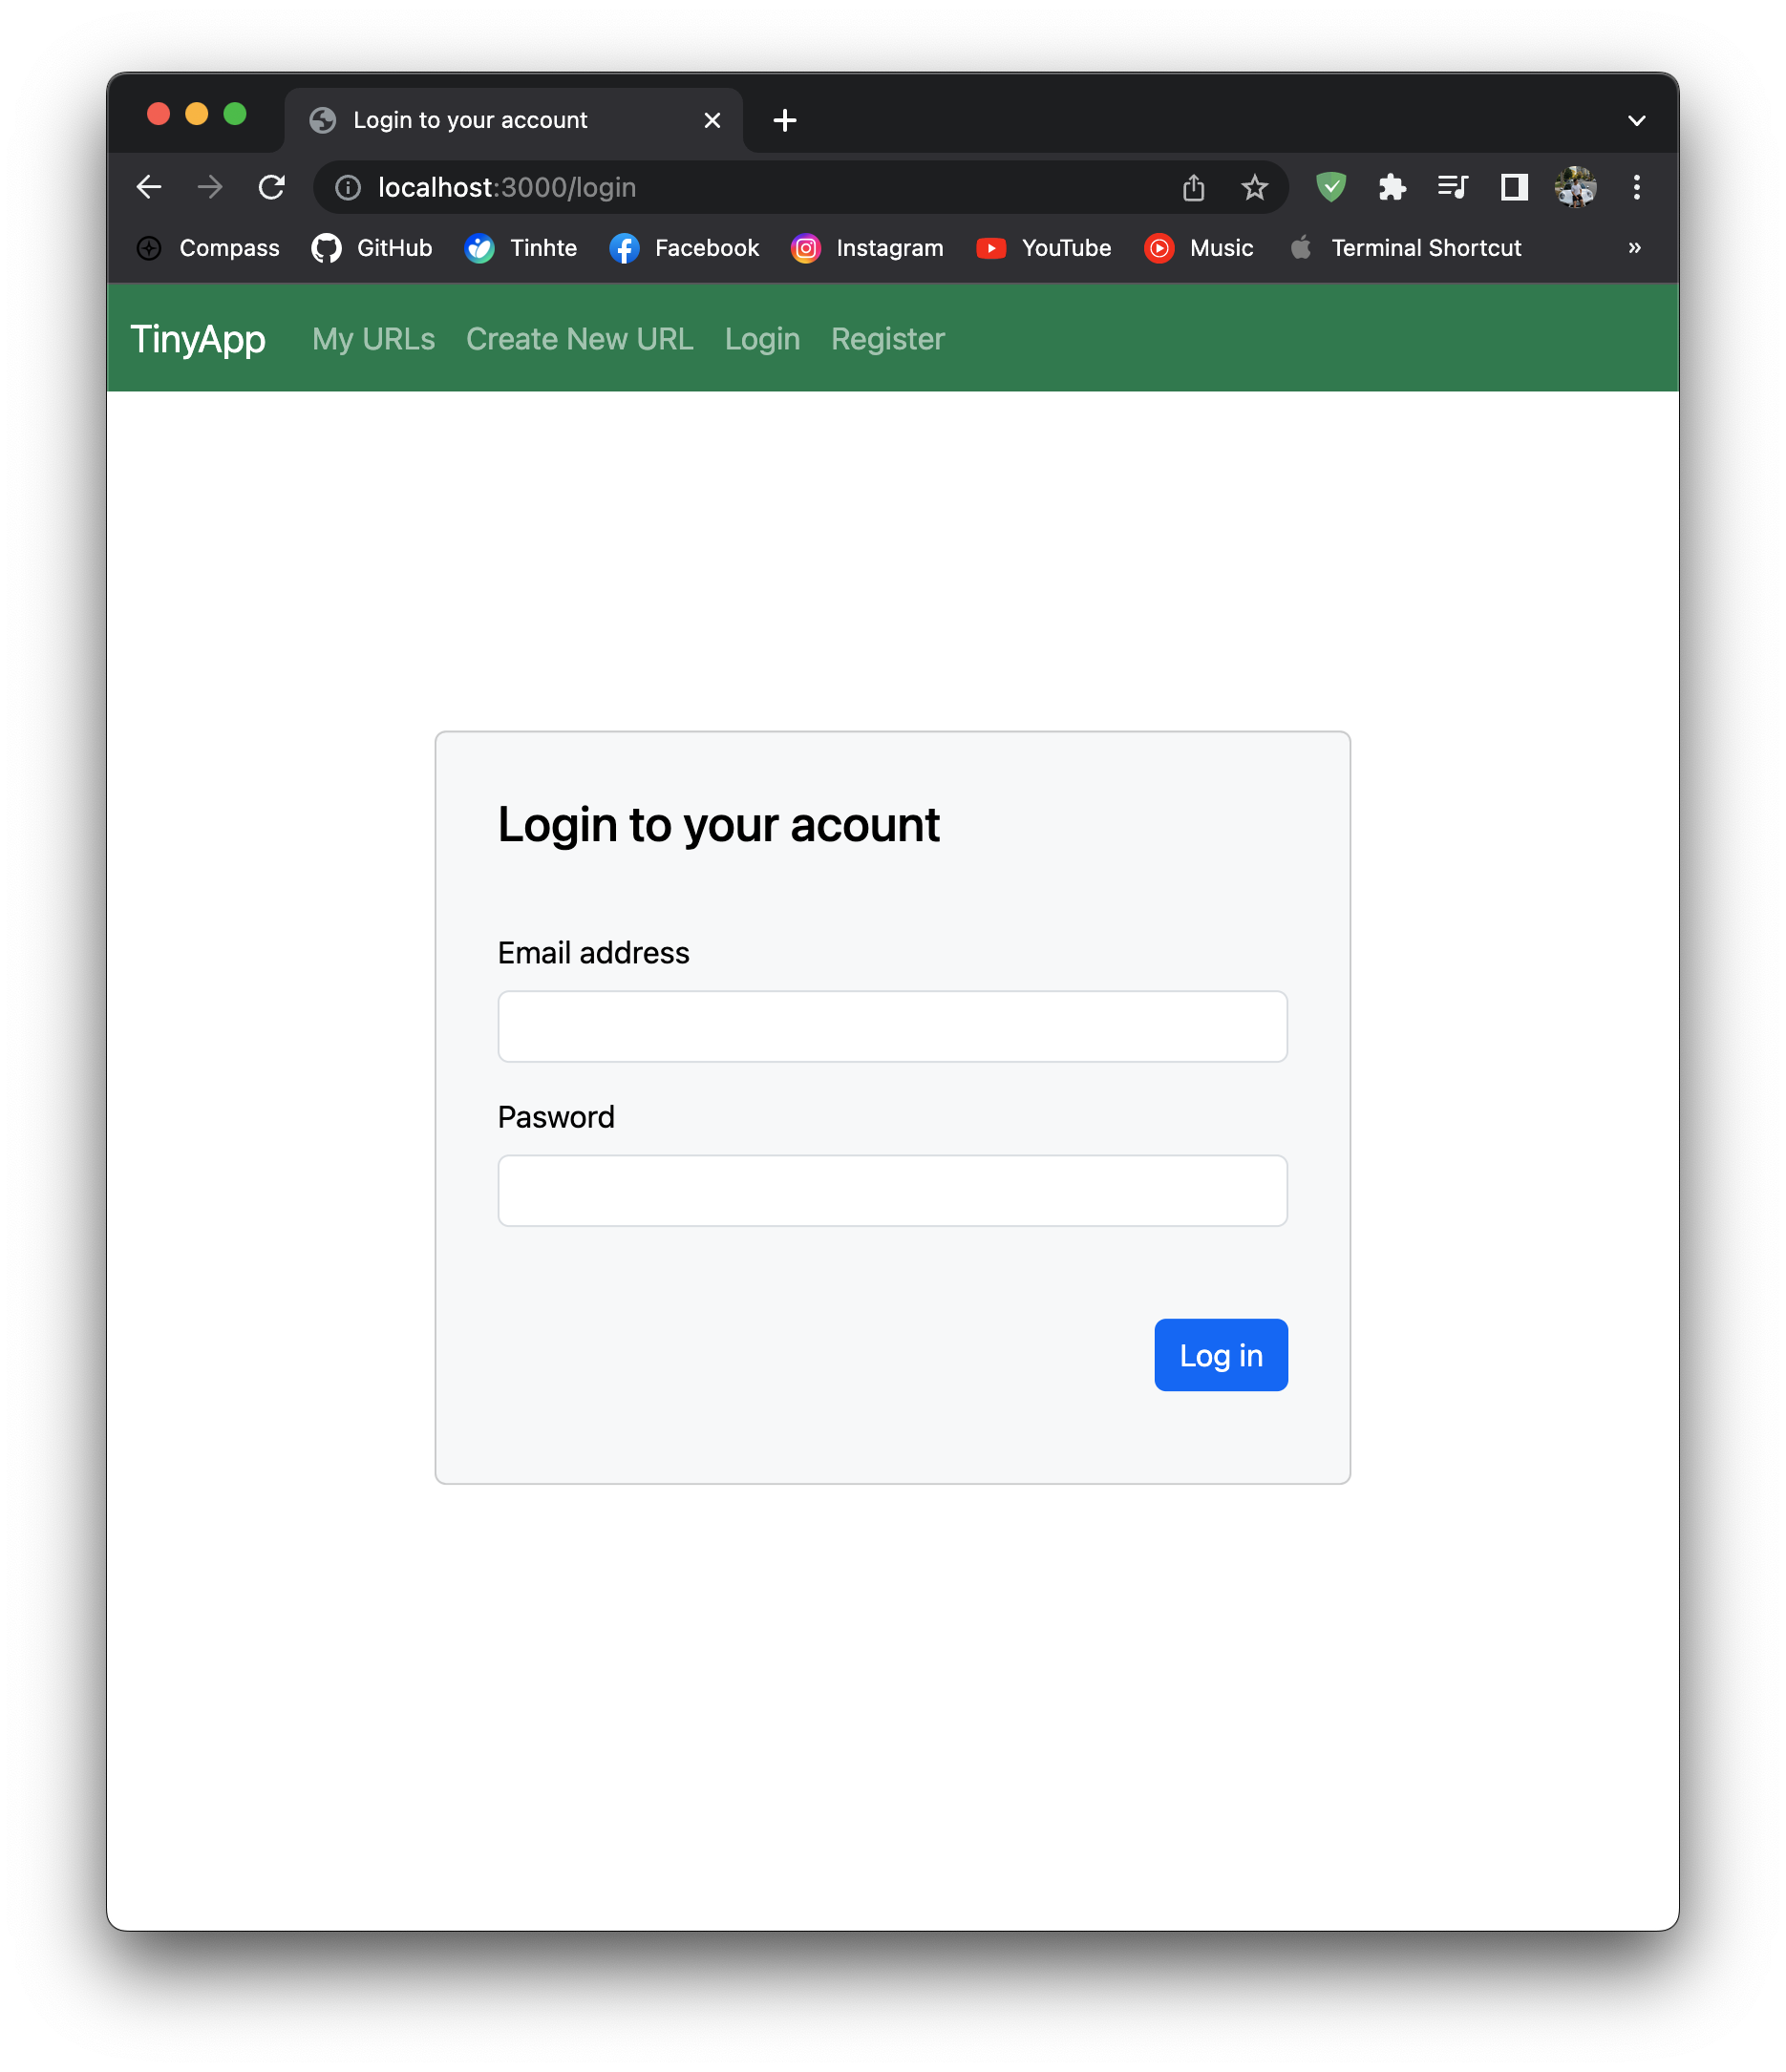 Login to your account
localhost:3000/login
Compass GitHub Tinhte Facebook Instagram YouTube Music Terminal Shortcut »
TinyApp My URLs Create New URL Login Register
Login to your acount
Email address
Pasword
Log in